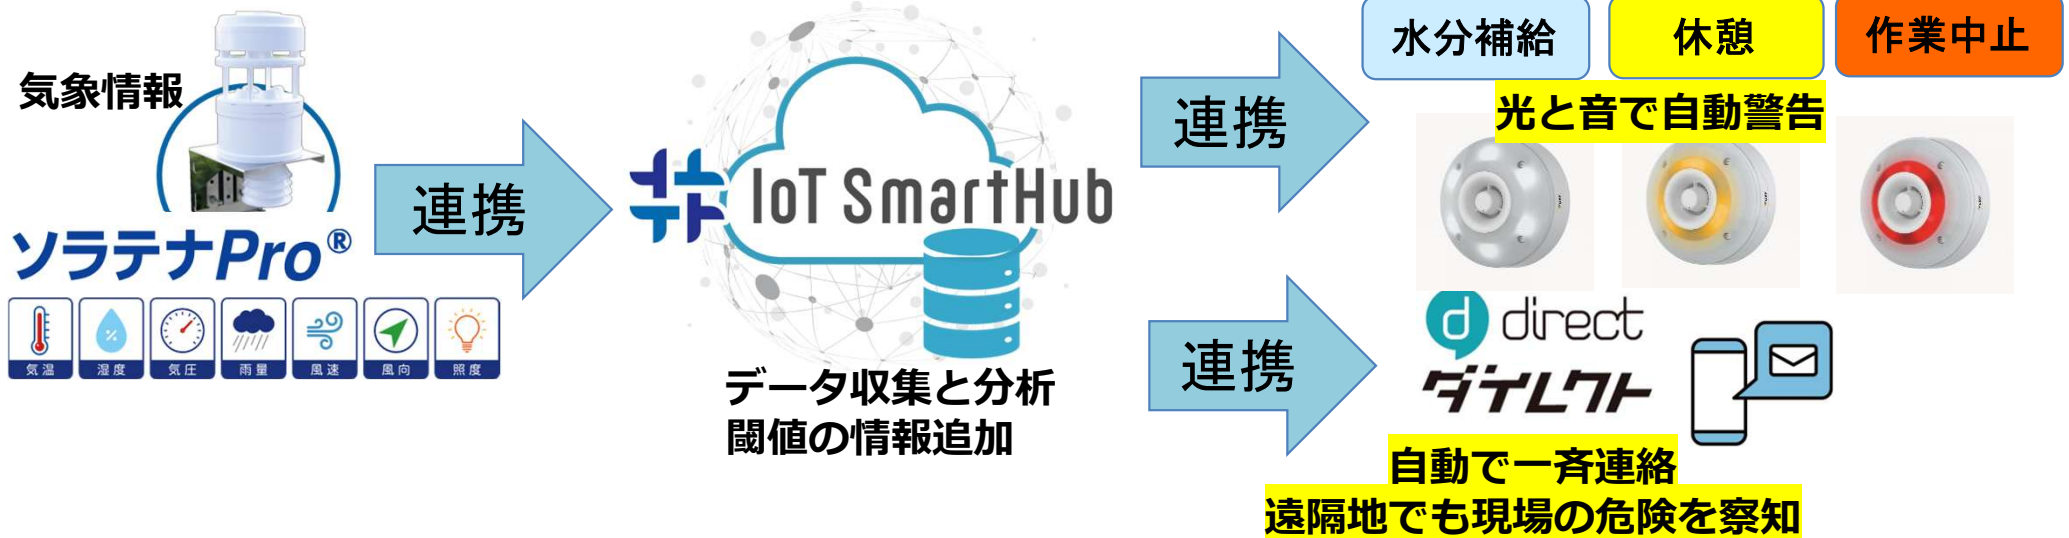 気象情報
ソラテナPro®
気温
湿度
気圧
雨量
風速
風向
照度
連携
IoT SmartHub
データ収集と分析
閾値の情報追加
連携
水分補給
休憩
作業中止
光と音で自動警告
連携
d direct
ダイレクト
自動で一斉連絡
遠隔地でも現場の危険を察知